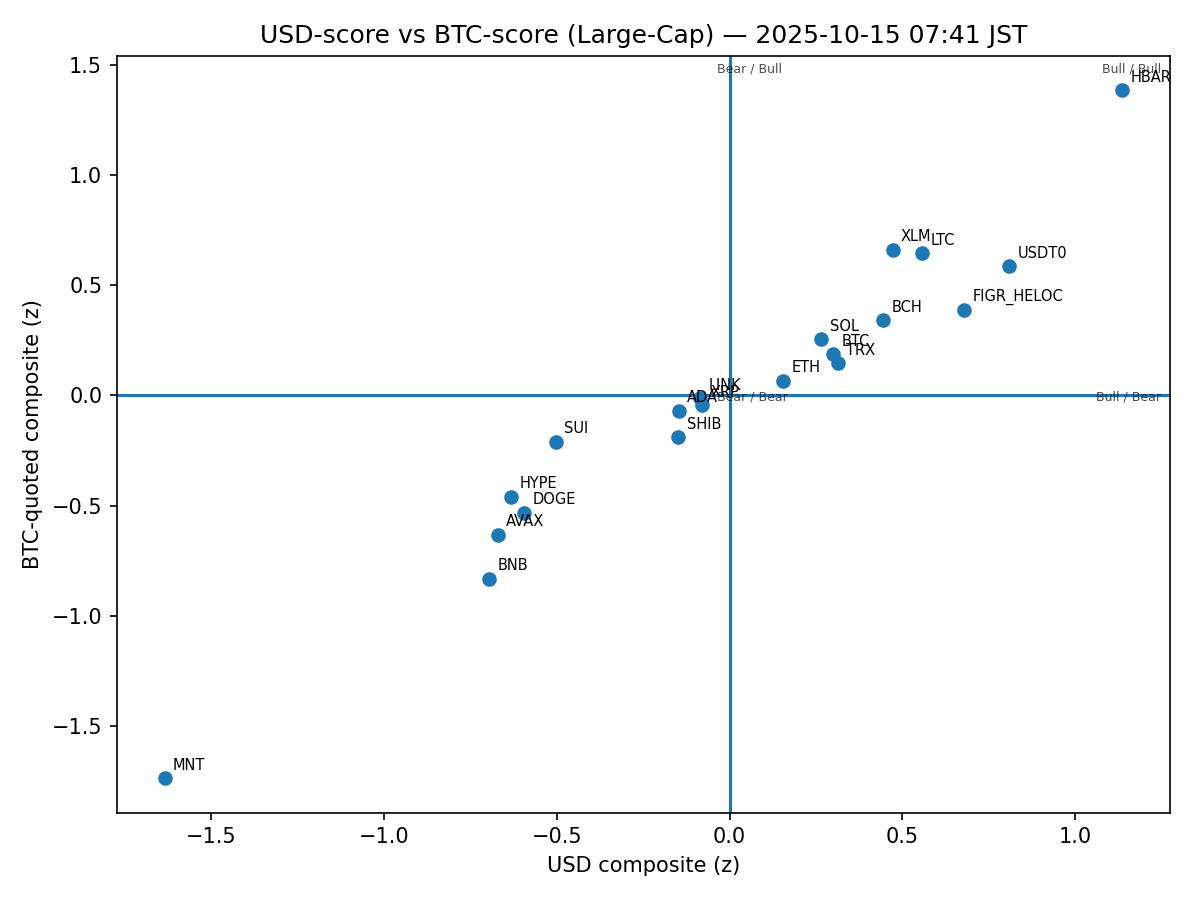 USD-score vs BTC-score (Large-Cap) — 2025-10-15 07:41 JST
BTC-quoted composite (z)
1.5
1.0
0.5
0.0
−0.5
−1.0
−1.5
Bear / Bull
Bull / Bull
HBAR
XLM
LTC
USDT0
FIGR_HELOC
BCH
SOL
BTC
TRX
ETH
LINK
XRP
ADA
Bear / Bear
Bull / Bear
SHIB
SUI
HYPE
DOGE
AVAX
BNB
MNT
−1.5
−1.0
−0.5
0.0
0.5
1.0
USD composite (z)